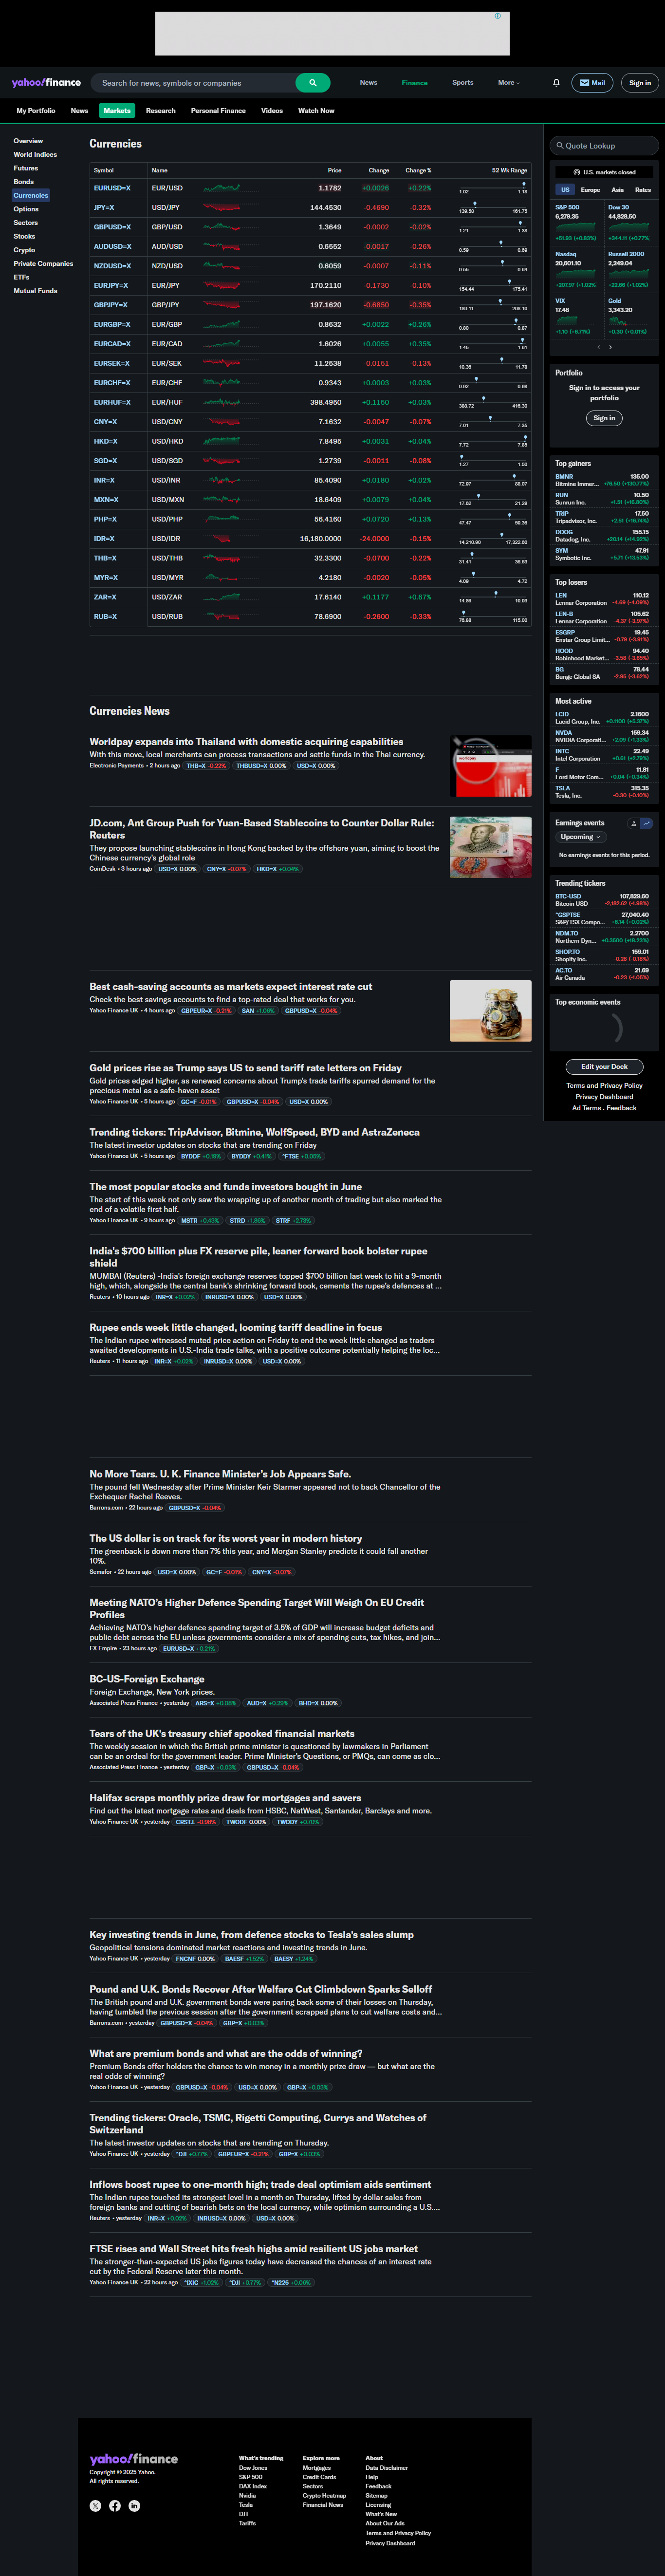 yahoo!finance
Search for news, symbols or companies
News
Finance
Sports
More
Mail
Sign in
My Portfolio
News
Markets
Research
Personal Finance
Videos
Watch Now
Overview
World Indices
Futures
Bonds
Currencies
Options
Sectors
Stocks
Crypto
Private Companies
ETFs
Mutual Funds
Currencies
Symbol Name Price Change Change % 52 Wk Range
EURUSD=X EUR/USD 1.1782 +0.0026 +0.22% 1.02 1.18
JPY=X USD/JPY 144.4530 -0.4690 -0.32% 139.58 161.75
GBPUSD=X GBP/USD 1.3649 -0.0002 -0.02% 1.21 1.38
AUDUSD=X AUD/USD 0.6552 -0.0017 -0.26% 0.59 0.69
NZDUSD=X NZD/USD 0.6059 -0.0007 -0.11% 0.55 0.64
EURJPY=X EUR/JPY 170.2110 -0.1730 -0.10% 154.44 175.41
GBPJPY=X GBP/JPY 197.1620 -0.6850 -0.35% 180.11 208.10
EURGBP=X EUR/GBP 0.8632 +0.0022 +0.26% 0.80 0.87
EURCAD=X EUR/CAD 1.6026 +0.0055 +0.35% 1.45 1.61
EURSEK=X EUR/SEK 11.2538 -0.0151 -0.13% 10.36 11.78
EURCHF=X EUR/CHF 0.9343 +0.0003 +0.03% 0.92 0.98
EURHUF=X EUR/HUF 398.4950 +0.1150 +0.03% 388.72 416.30
CNY=X USD/CNY 7.1632 -0.0047 -0.07% 7.01 7.35
HKD=X USD/HKD 7.8495 +0.0031 +0.04% 7.72 7.85
SGD=X USD/SGD 1.2739 -0.0011 -0.08% 1.27 1.50
INR=X USD/INR 85.4090 +0.0180 +0.02% 72.97 88.07
MXN=X USD/MXN 18.6409 +0.0079 +0.04% 17.62 21.29
PHP=X USD/PHP 56.4160 +0.0720 +0.13% 47.47 59.36
IDR=X USD/IDR 16,180.0000 -24.0000 -0.15% 14,210.90 17,322.60
THB=X USD/THB 32.3300 -0.0700 -0.22% 31.41 36.63
MYR=X USD/MYR 4.2180 -0.0020 -0.05% 4.09 4.72
ZAR=X USD/ZAR 17.6140 +0.1177 +0.67% 14.98 19.93
RUB=X USD/RUB 78.6900 -0.2600 -0.33% 76.68 115.00
Currencies News
Worldpay expands into Thailand with domestic acquiring capabilities
With this move, local merchants can process transactions and settle funds in the Thai currency.
Electronic Payments • 2 hours ago THB=X -0.22% THBUSD=X 0.00% USD=X 0.00%
JD.com, Ant Group Push for Yuan-Based Stablecoins to Counter Dollar Rule:
Reuters
They propose launching stablecoins in Hong Kong backed by the offshore yuan, aiming to boost the
Chinese currency's global role
CoinDesk • 3 hours ago USD=X 0.00% CNY=X -0.07% HKD=X +0.04%
Best cash-saving accounts as markets expect interest rate cut
Check the best savings accounts to find a top-rated deal that works for you.
Yahoo Finance UK • 4 hours ago GBPEUR=X -0.21% SAN +1.06% GBPUSD=X -0.04%
Gold prices rise as Trump says US to send tariff rate letters on Friday
Gold prices edged higher, as renewed concerns about Trump's trade tariffs spurred demand for the
precious metal as a safe-haven asset
Yahoo Finance UK • 5 hours ago GC=F -0.01% GBPUSD=X -0.04% USD=X 0.00%
Trending tickers: TripAdvisor, Bitmine, WolfSpeed, BYD and AstraZeneca
The latest investor updates on stocks that are trending on Friday
Yahoo Finance UK • 5 hours ago BYDDF +0.19% BYDDY +0.41% ^FTSE +0.05%
The most popular stocks and funds investors bought in June
The start of this week not only saw the wrapping up of another month of trading but also marked the
end of a volatile first half.
Yahoo Finance UK • 9 hours ago MSTR +0.43% STRD +1.86% STRF +2.73%
India's $700 billion plus FX reserve pile, leaner forward book bolster rupee
shield
MUMBAI (Reuters) -India's foreign exchange reserves topped $700 billion last week to hit a 9-month
high, which, alongside the central bank's shrinking forward book, cements the rupee's defences at ...
Reuters • 10 hours ago INR=X +0.02% INRUSD=X 0.00% USD=X 0.00%
Rupee ends week little changed, looming tariff deadline in focus
The Indian rupee witnessed muted price action on Friday to end the week little changed as traders
awaited developments in U.S.-India trade talks, with a positive outcome potentially helping the loc...
Reuters • 11 hours ago INR=X +0.02% INRUSD=X 0.00% USD=X 0.00%
No More Tears. U. K. Finance Minister's Job Appears Safe.
The pound fell Wednesday after Prime Minister Keir Starmer appeared not to back Chancellor of the
Exchequer Rachel Reeves.
Barrons.com • 22 hours ago GBPUSD=X -0.04%
The US dollar is on track for its worst year in modern history
The greenback is down more than 7% this year, and Morgan Stanley predicts it could fall another
10%.
Semafor • 22 hours ago USD=X 0.00% GC=F -0.01% CNY=X -0.07%
Meeting NATO's Higher Defence Spending Target Will Weigh On EU Credit
Profiles
Achieving NATO's higher defence spending target of 3.5% of GDP will increase budget deficits and
public debt across the EU unless governments consider a mix of spending cuts, tax hikes, and join...
FX Empire • 23 hours ago EURUSD=X +0.21%
BC-US-Foreign Exchange
Foreign Exchange, New York prices.
Associated Press Finance • yesterday ARS=X +0.08% AUD=X +0.25% BHD=X 0.00%
Tears of the UK's treasury chief spooked financial markets
The weekly session in which the British prime minister is questioned by lawmakers in Parliament
can be an ordeal for the government leader. Prime Minister's Questions, or PMQs, can come as clo...
Associated Press Finance • yesterday GBP=X +0.03% GBPUSD=X -0.04%
Halifax scraps monthly prize draw for mortgages and savers
Find out the latest mortgage rates and deals from HSBC, NatWest, Santander, Barclays and more.
Yahoo Finance UK • yesterday CRST.L -0.98% TWODF 0.00% TWODY +0.70%
Key investing trends in June, from defence stocks to Tesla's sales slump
Geopolitical tensions dominated market reactions and investing trends in June.
Yahoo Finance UK • yesterday FNCNF 0.00% BAESF +1.52% BAESY +1.24%
Pound and U.K. Bonds Recover After Welfare Cut Climbdown Sparks Selloff
The British pound and U.K. government bonds were paring back some of their losses on Thursday,
having tumbled the previous session after the government scrapped plans to cut welfare costs and...
Barrons.com • yesterday GBPUSD=X -0.04% GBP=X +0.03%
What are premium bonds and what are the odds of winning?
Premium Bonds offer holders the chance to win money in a monthly prize draw — but what are the
real odds of winning?
Yahoo Finance UK • yesterday GBPUSD=X -0.04% USD=X 0.00% GBP=X +0.03%
Trending tickers: Oracle, TSMC, Rigetti Computing, Currys and Watches of
Switzerland
The latest investor updates on stocks that are trending on Thursday.
Yahoo Finance UK • yesterday ^DJI +0.77% GBPEUR=X -0.21% GBP=X +0.03%
Inflows boost rupee to one-month high; trade deal optimism aids sentiment
The Indian rupee touched its strongest level in a month on Thursday, lifted by dollar sales from
foreign banks and cutting of bearish bets on the local currency, while optimism surrounding a U.S....
Reuters • yesterday INR=X +0.02% INRUSD=X 0.00% USD=X 0.00%
FTSE rises and Wall Street hits fresh highs amid resilient US jobs market
The stronger-than-expected US jobs figures today have decreased the chances of an interest rate
cut by the Federal Reserve later this month.
Yahoo Finance UK • 22 hours ago ^IXIC +1.02% ^DJI +0.77% ^N225 +0.06%
Quote Lookup
U.S. markets closed
US Europe Asia Rates
S&P 500
6,279.35
+51.93 (+0.83%)
Dow 30
44,828.50
+344.11 (+0.77%
Nasdaq
20,601.10
+207.97 (+1.02%
Russell 2000
2,249.04
+22.66 (+1.02%)
VIX
17.48
+1.10 (+6.71%)
Gold
3,343.20
+0.30 (+0.01%)
Portfolio
Sign in to access your
portfolio
Sign in
Top gainers
BMNR 135.00
Bitmine Immer... +76.50 (+130.77%)
RUN 10.50
Sunrun Inc. +1.51 (+16.80%)
TRIP 17.50
Tripadvisor, Inc. +2.51 (+16.74%)
DDOG 155.15
Datadog, Inc. +20.14 (+14.92%)
SYM 47.91
Symbotic Inc. +5.71 (+13.53%)
Top losers
LEN 110.12
Lennar Corporation -4.69 (-4.09%)
LEN-B 105.62
Lennar Corporation -4.37 (-3.97%)
ESGRP 19.45
Enstar Group Limit... -0.79 (-3.91%)
HOOD 94.40
Robinhood Market... -3.58 (-3.65%)
BG 78.44
Bunge Global SA -2.95 (-3.62%)
Most active
LCID 2.1600
Lucid Group, Inc. +0.1100 (+5.37%)
NVDA 159.34
NVIDIA Corporati... +2.09 (+1.33%)
INTC 22.49
Intel Corporation +0.61 (+2.79%)
F 11.81
Ford Motor Com... +0.04 (+0.34%)
TSLA 315.35
Tesla, Inc. -0.30 (-0.10%)
Earnings events
Upcoming
No earnings events for this period.
Trending tickers
BTC-USD 107,829.60
Bitcoin USD -2,182.62 (-1.98%)
^GSPTSE 27,040.40
S&P/TSX Compo... +6.14 (+0.02%)
NDM.TO 2.2700
Northern Dyn... +0.3500 (+18.23%)
SHOP.TO 159.01
Shopify Inc. -0.28 (-0.18%)
AC.TO 21.69
Air Canada -0.23 (-1.05%)
Top economic events
Edit your Dock
Terms and Privacy Policy
Privacy Dashboard
Ad Terms . Feedback
yahoo!finance
Copyright © 2025 Yahoo.
All rights reserved.
What's trending
Dow Jones
S&P 500
DAX Index
Nvidia
Tesla
DJT
Tariffs
Explore more
Mortgages
Credit Cards
Sectors
Crypto Heatmap
Financial News
About
Data Disclaimer
Help
Feedback
Sitemap
Licensing
What's New
About Our Ads
Terms and Privacy Policy
Privacy Dashboard